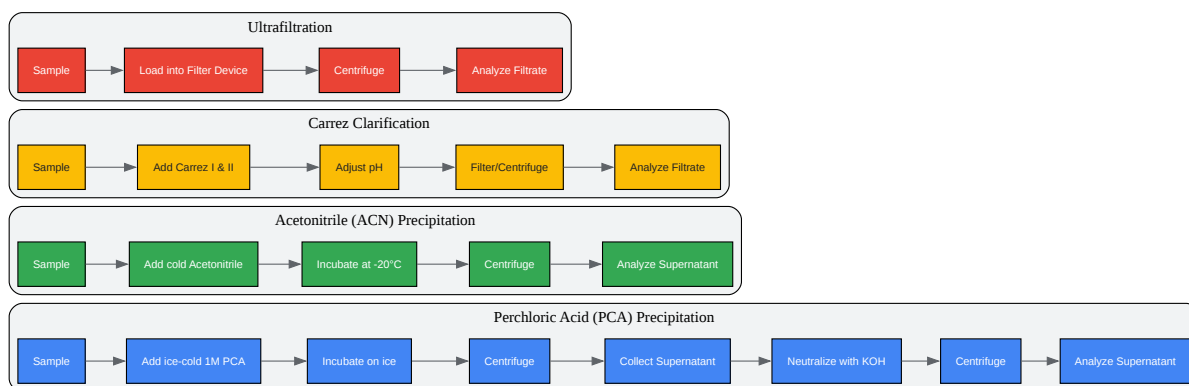 Ultrafiltration
Sample
Load into Filter Device
Centrifuge
Analyze Filtrate
Carrez Clarification
Sample
Add Carrez I & II
Adjust pH
Filter/Centrifuge
Analyze Filtrate
Acetonitrile (ACN) Precipitation
Sample
Add cold Acetonitrile
Incubate at -20°C
Centrifuge
Analyze Supernatant
Perchloric Acid (PCA) Precipitation
Sample
Add ice-cold 1M PCA
Incubate on ice
Centrifuge
Collect Supernatant
Neutralize with KOH
Centrifuge
Analyze Supernatant